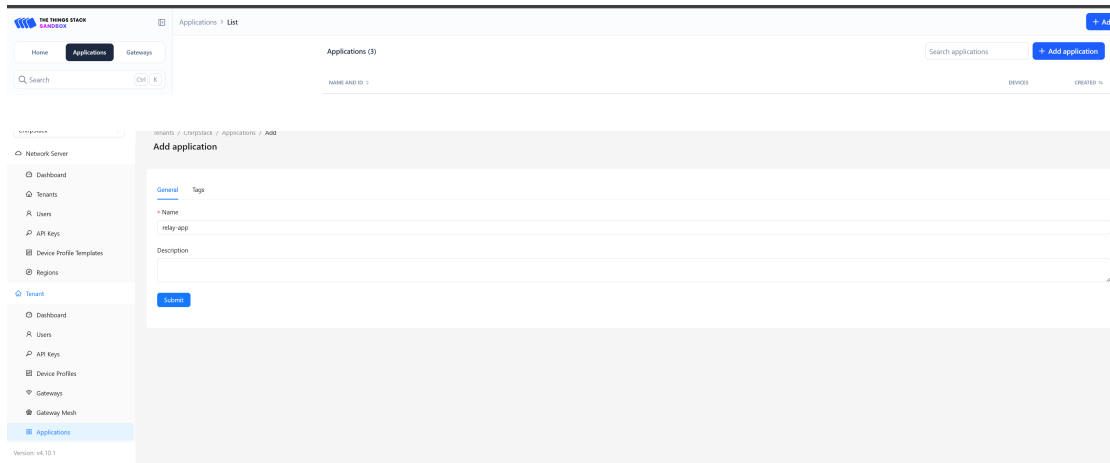 THE THINGS STACK
SANDBOX
Applications > List
+ Ad
Home
Applications
Gateways
Applications (3)
Search applications
+ Add application
Search
Ctrl K
NAME AND ID
DEVICES
CREATED
ChirpStack
Tenants / ChirpStack / Applications / Add
Add application
Network Server
Dashboard
Tenants
Users
API Keys
Device Profile Templates
Regions
Tenant
Dashboard
Users
API Keys
Device Profiles
Gateways
Gateway Mesh
Applications
Version: v4.10.1
General
Tags
* Name
relay-app
Description
Submit